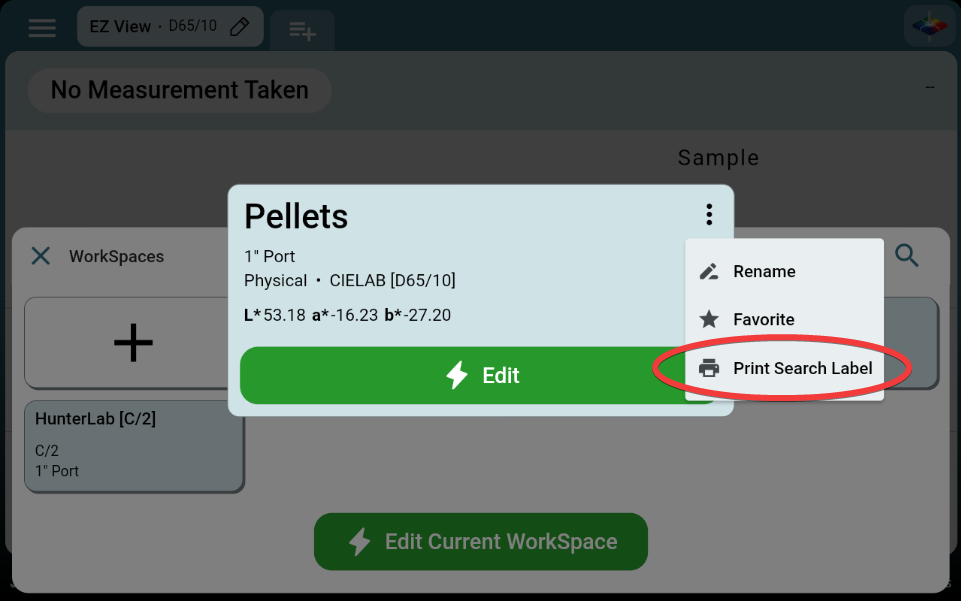 EZ View · D65/10
No Measurement Taken
--
Sample
Pellets
1" Port
Physical • CIELAB [D65/10]
L* 53.18 a* -16.23 b* -27.20
Edit
Rename
Favorite
Print Search Label
WorkSpaces
HunterLab [C/2]
C/2
1" Port
Edit Current WorkSpace